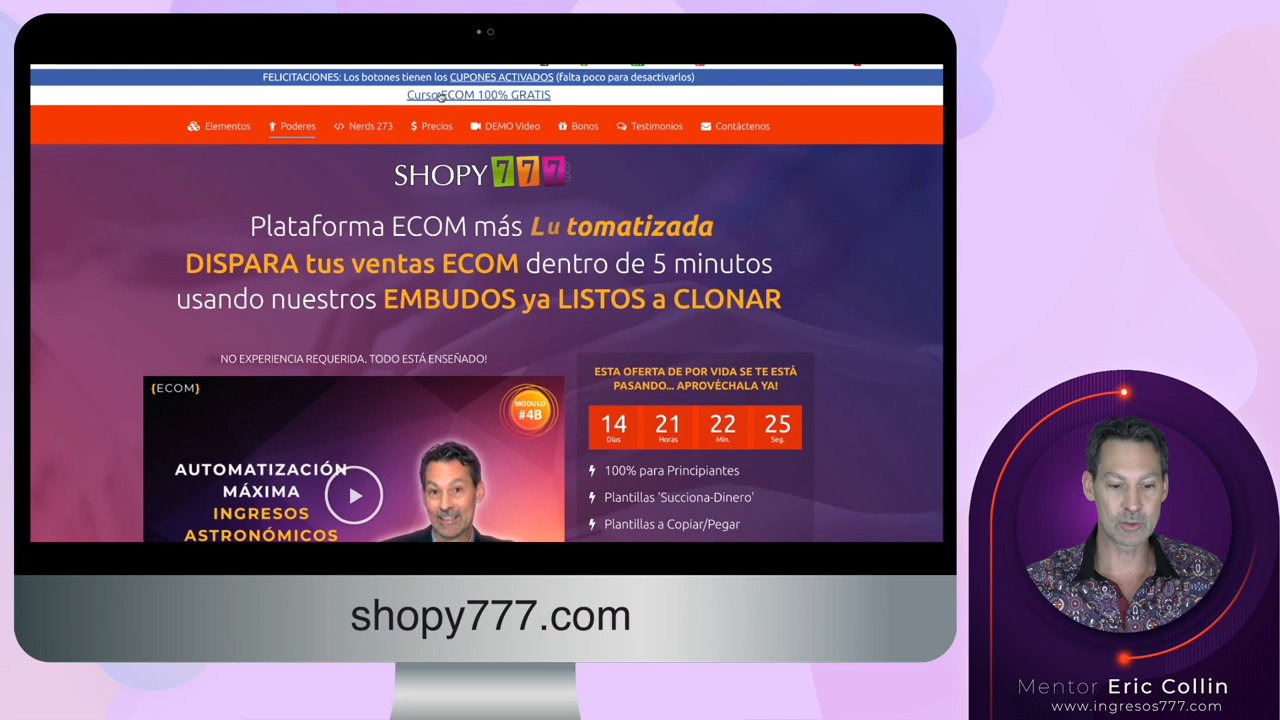 FELICITACIONES: Los botones tienen los CUPONES ACTIVADOS (falta poco para desactivarlos)
Curso ECOM 100% GRATIS
Elementos Poderes Nerds 273 Precios DEMO Video Bonos Testimonios Contáctenos
SHOPY 777
Plataforma ECOM más Lu tomatizada
DISPARA tus ventas ECOM dentro de 5 minutos
usando nuestros EMBUDOS ya LISTOS a CLONAR
NO EXPERIENCIA REQUERIDA. TODO ESTÁ ENSEÑADO!
{ECOM}
MÓDULO
#4B
AUTOMATIZACIÓN
MÁXIMA
INGRESOS
ASTRONÓMICOS
ESTA OFERTA DE POR VIDA SE TE ESTÁ
PASANDO... APROVÉCHALA YA!
14 21 22 25
Días Horas Min. Seg.
100% para Principiantes
Plantillas 'Succiona-Dinero'
Plantillas a Copiar/Pegar
shopy777.com
Mentor Eric Collin
www.ingresos777.com